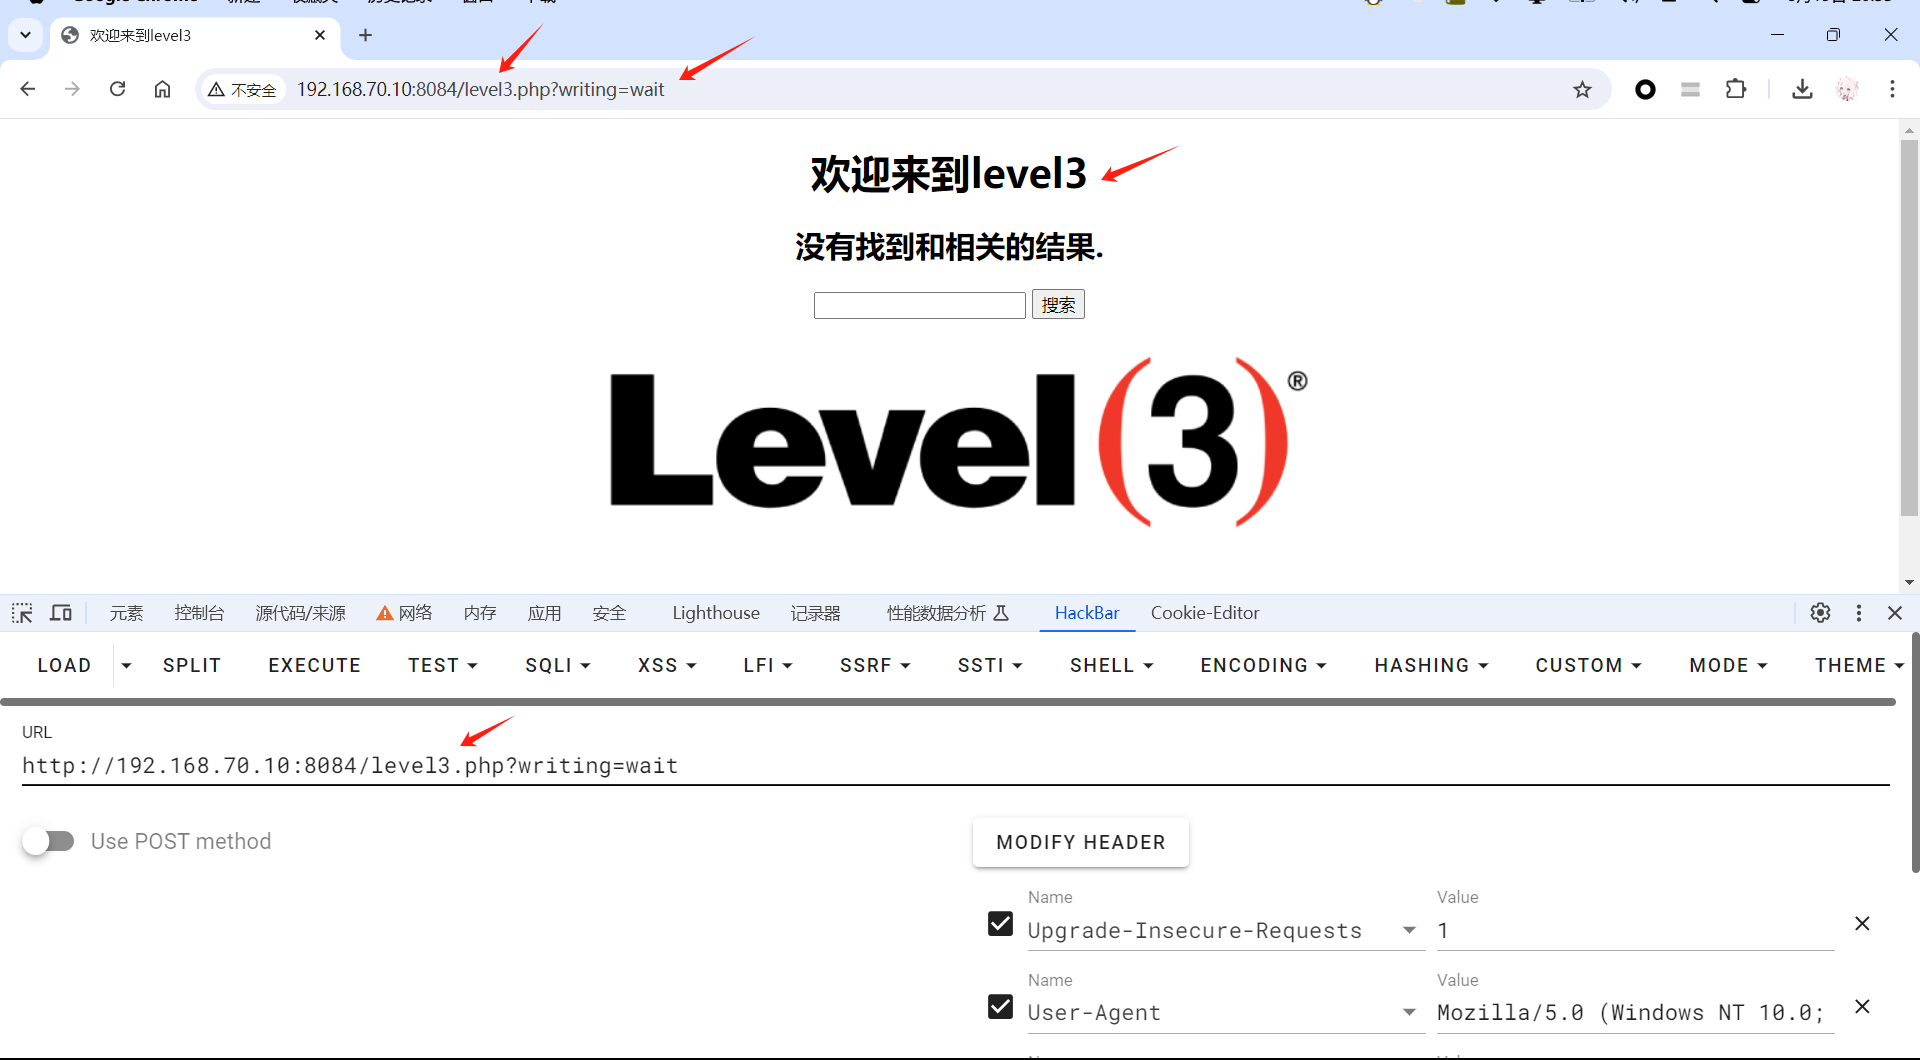 欢迎来到level3
不安全 192.168.70.10:8084/level3.php?writing=wait
欢迎来到level3
没有找到和相关的结果.
搜索
Level(3)®
元素 控制台 源代码/来源 网络 内存 应用 安全 Lighthouse 记录器 性能数据分析 HackBar Cookie-Editor
LOAD SPLIT EXECUTE TEST SQLI XSS LFI SSRF SSTI SHELL ENCODING HASHING CUSTOM MODE THEME
URL
http://192.168.70.10:8084/level3.php?writing=wait
Use POST method
MODIFY HEADER
Name Value
Upgrade-Insecure-Requests 1
Name Value
User-Agent Mozilla/5.0 (Windows NT 10.0;